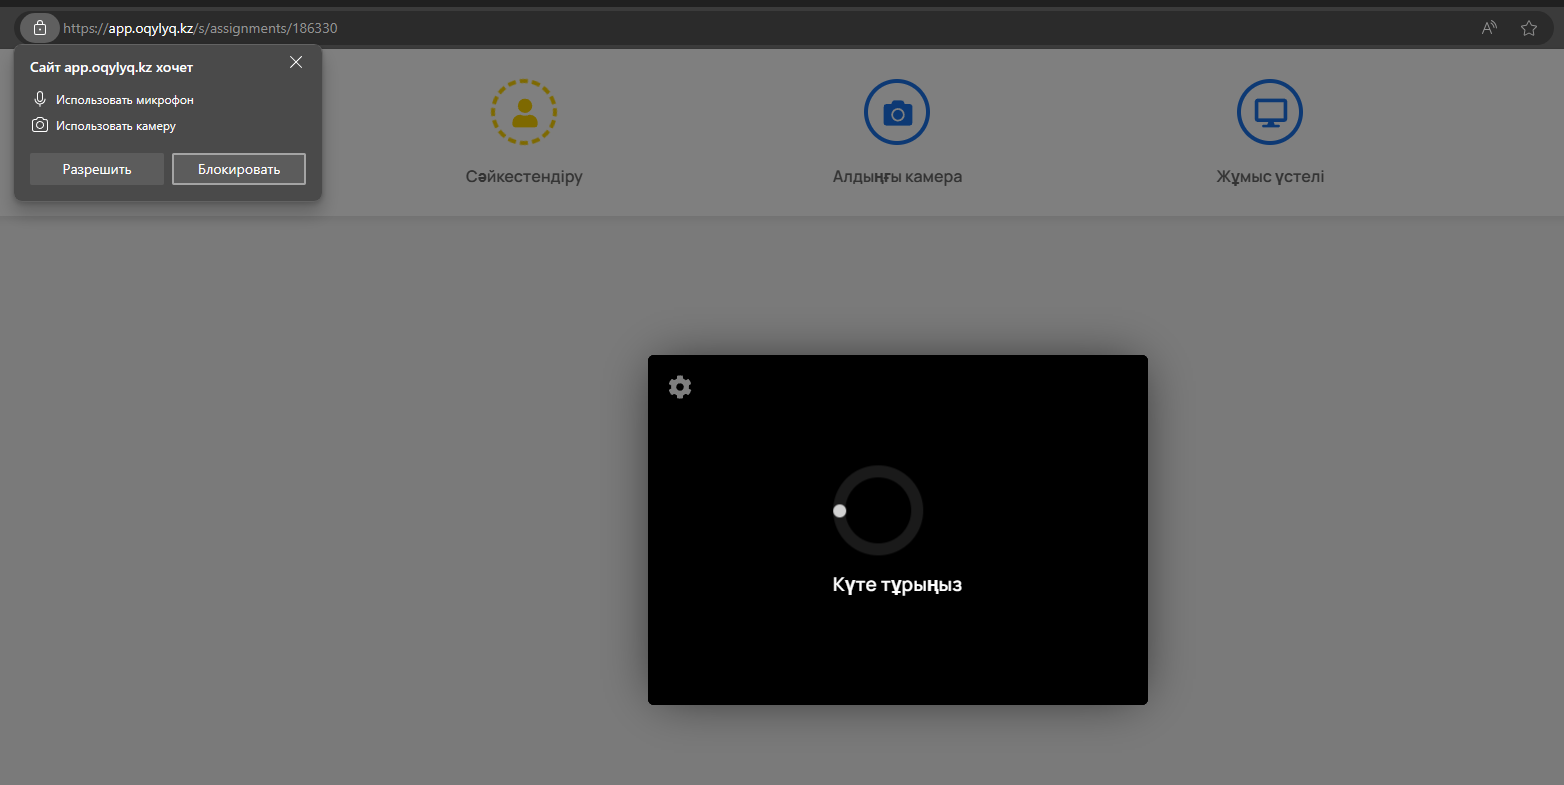 https://app.oqylyq.kz/s/assignments/186330
Сайт app.oqylyq.kz хочет
Использовать микрофон
Использовать камеру
Разрешить
Блокировать
Сәйкестендіру
Алдыңғы камера
Жұмыс үстелі
Күте тұрыңыз